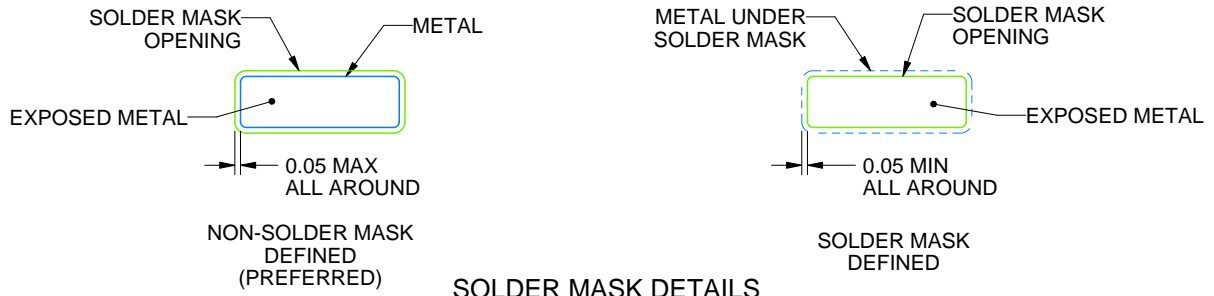 SOLDER MASK
OPENING
METAL
EXPOSED METAL
0.05 MAX
ALL AROUND
NON-SOLDER MASK
DEFINED
(PREFERRED)
METAL UNDER
SOLDER MASK
SOLDER MASK
OPENING
EXPOSED METAL
0.05 MIN
ALL AROUND
SOLDER MASK
DEFINED
SOLDER MASK DETAILS